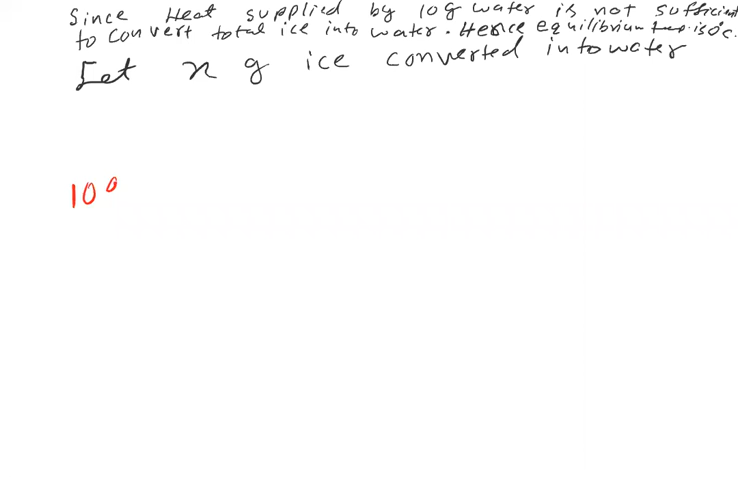 Since Heat supplied by 10g water is not sufficient
to convert total ice into water. Hence equilibrium temp. is 0°c.
Let x g ice converted into water
100